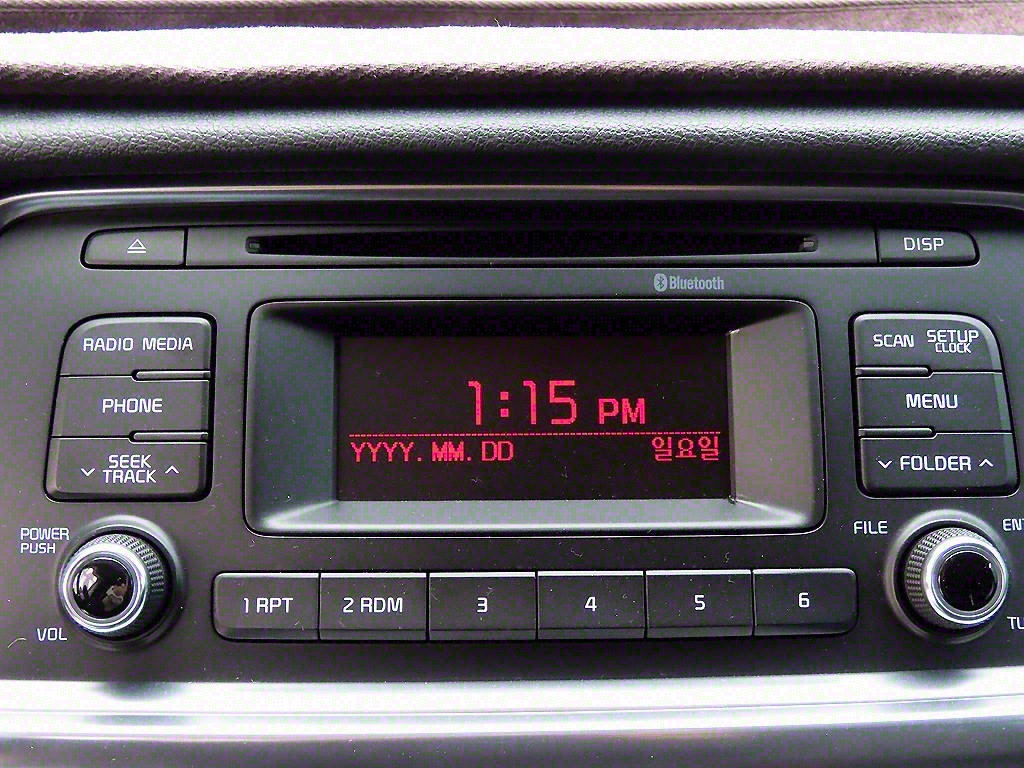 DISP
Bluetooth
RADIO MEDIA
SCAN SETUP
CLOCK
1:15 PM
PHONE
MENU
YYYY.MM.DD 일요일
SEEK
TRACK
FOLDER
POWER
PUSH
FILE
1 RPT 2 RDM 3 4 5 6
VOL